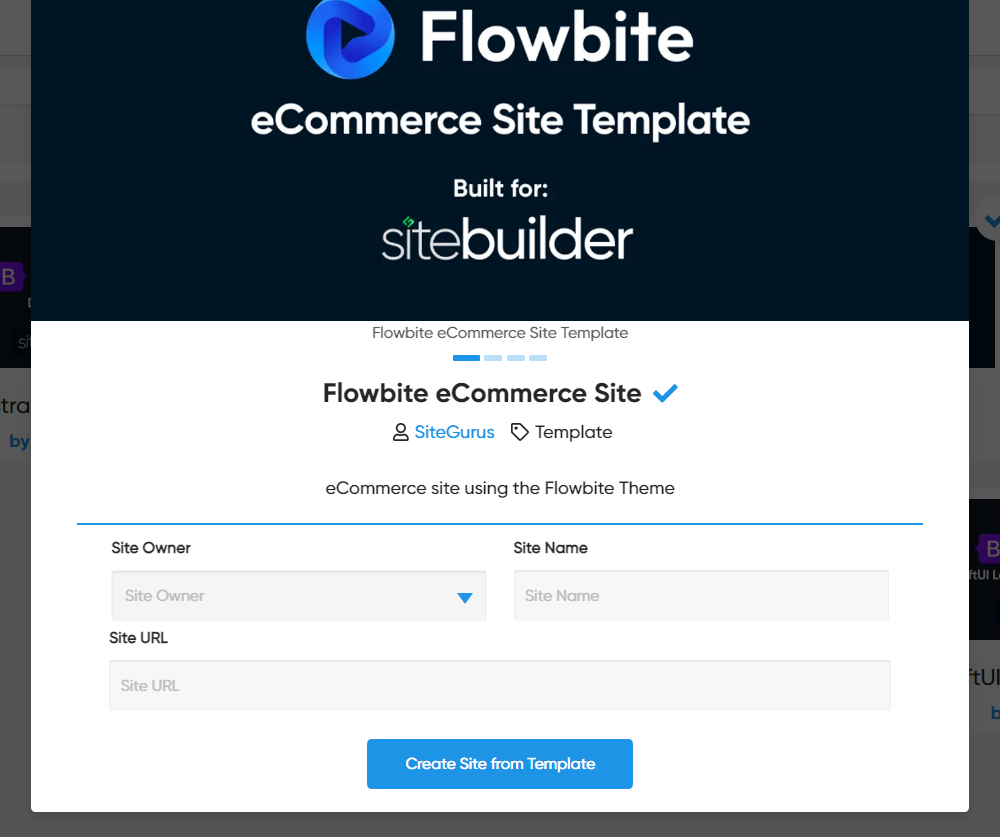 Flowbite
eCommerce Site Template
Built for:
sitebuilder
B
Flowbite eCommerce Site Template
Flowbite eCommerce Site
SiteGurus Template
by
eCommerce site using the Flowbite Theme
Site Owner Site Name
B
Site Owner Site Name
Site URL
Site URL
Create Site from Template